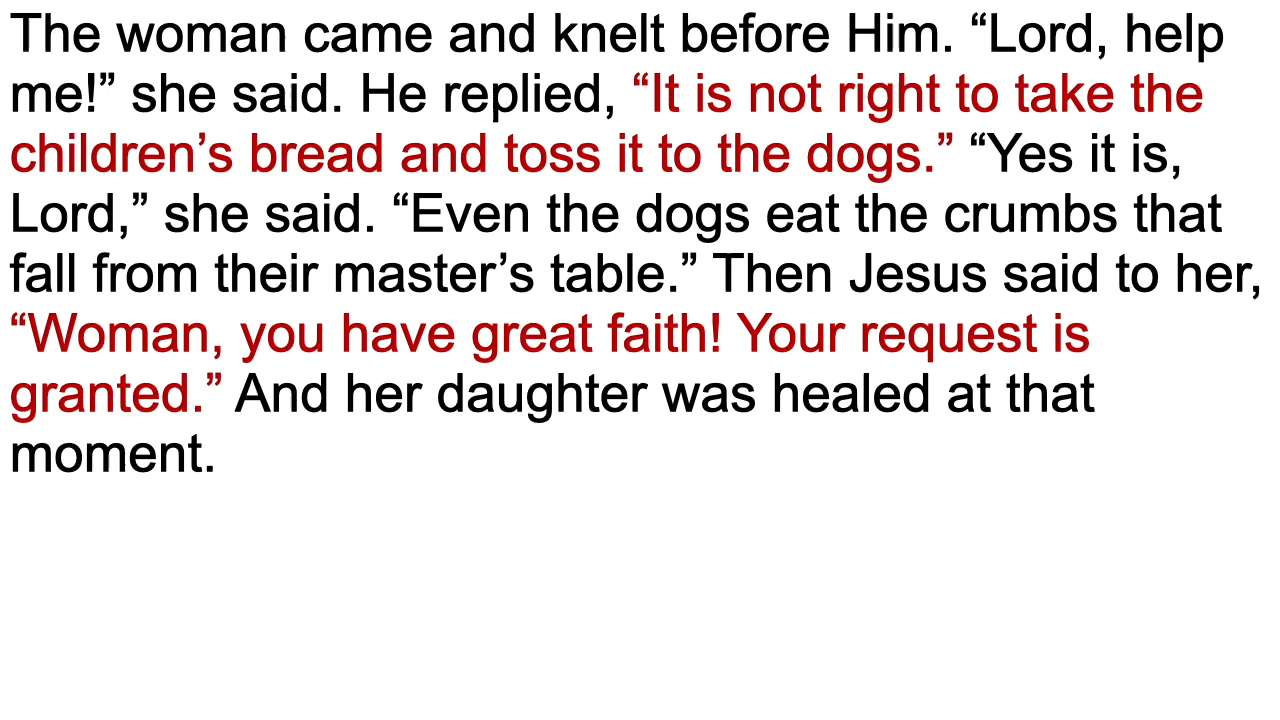 The woman came and knelt before Him. “Lord, help
me!” she said. He replied, “It is not right to take the
children’s bread and toss it to the dogs.” “Yes it is,
Lord,” she said. “Even the dogs eat the crumbs that
fall from their master’s table.” Then Jesus said to her,
“Woman, you have great faith! Your request is
granted.” And her daughter was healed at that
moment.